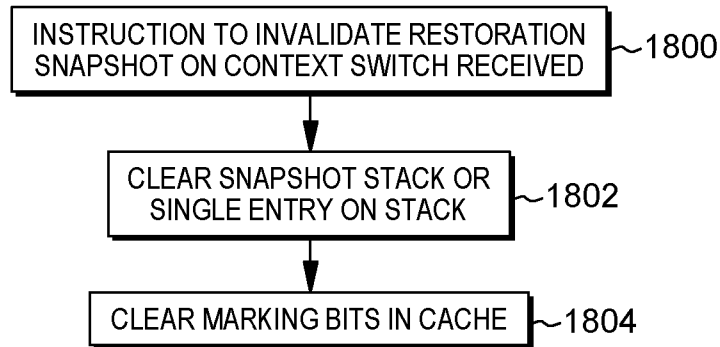 INSTRUCTION TO INVALIDATE RESTORATION
SNAPSHOT ON CONTEXT SWITCH RECEIVED
1800
CLEAR SNAPSHOT STACK OR
SINGLE ENTRY ON STACK
1802
CLEAR MARKING BITS IN CACHE
1804